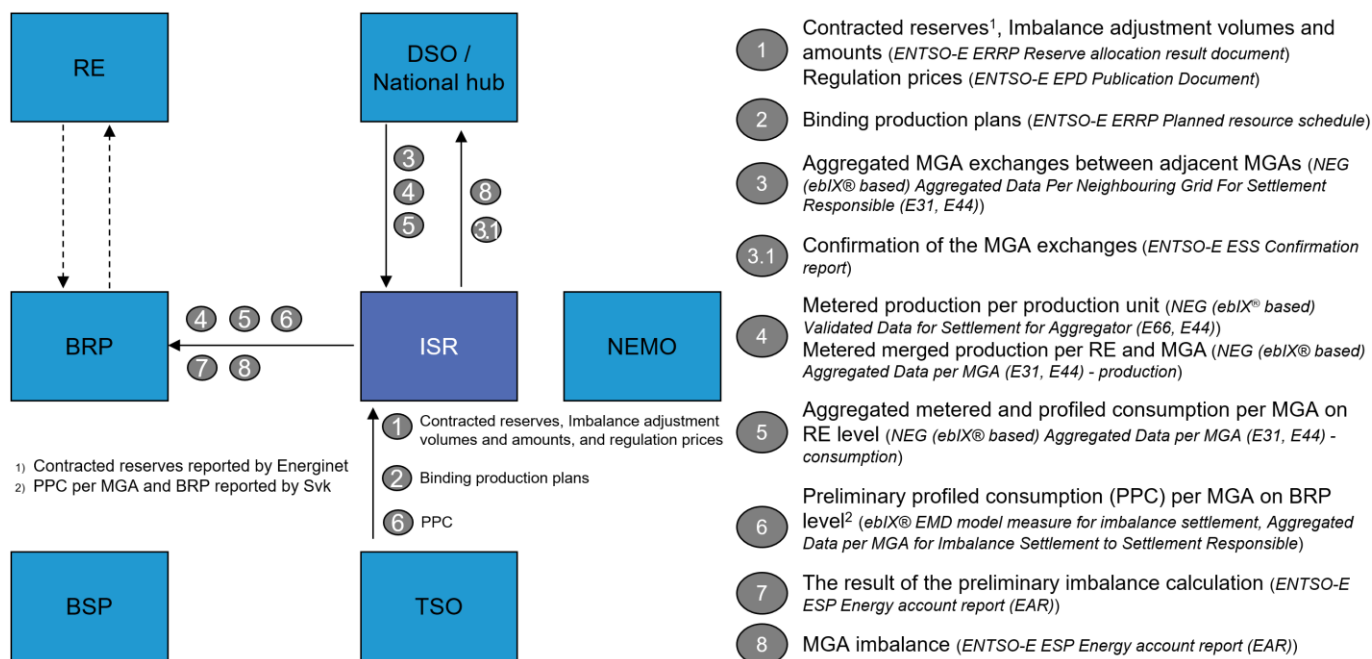 RE
DSO /
National hub
3
4
5
8
3.1
BRP
4 5 6
7 8
ISR
NEMO
1 Contracted reserves, Imbalance adjustment
volumes and amounts, and regulation prices
2 Binding production plans
6 PPC
1) Contracted reserves reported by Energinet
2) PPC per MGA and BRP reported by Svk
BSP
TSO
1 Contracted reserves¹, Imbalance adjustment volumes and
amounts (ENTSO-E ERRP Reserve allocation result document)
Regulation prices (ENTSO-E EPD Publication Document)
2 Binding production plans (ENTSO-E ERRP Planned resource schedule)
3 Aggregated MGA exchanges between adjacent MGAs (NEG
(ebIX® based) Aggregated Data Per Neighbouring Grid For Settlement
Responsible (E31, E44))
3.1 Confirmation of the MGA exchanges (ENTSO-E ESS Confirmation
report)
4 Metered production per production unit (NEG (ebIX® based)
Validated Data for Settlement for Aggregator (E66, E44))
Metered merged production per RE and MGA (NEG (ebIX® based)
Aggregated Data per MGA (E31, E44) - production)
5 Aggregated metered and profiled consumption per MGA on
RE level (NEG (ebIX® based) Aggregated Data per MGA (E31, E44) -
consumption)
6 Preliminary profiled consumption (PPC) per MGA on BRP
level² (ebIX® EMD model measure for imbalance settlement, Aggregated
Data per MGA for Imbalance Settlement to Settlement Responsible)
7 The result of the preliminary imbalance calculation (ENTSO-E
ESP Energy account report (EAR))
8 MGA imbalance (ENTSO-E ESP Energy account report (EAR))